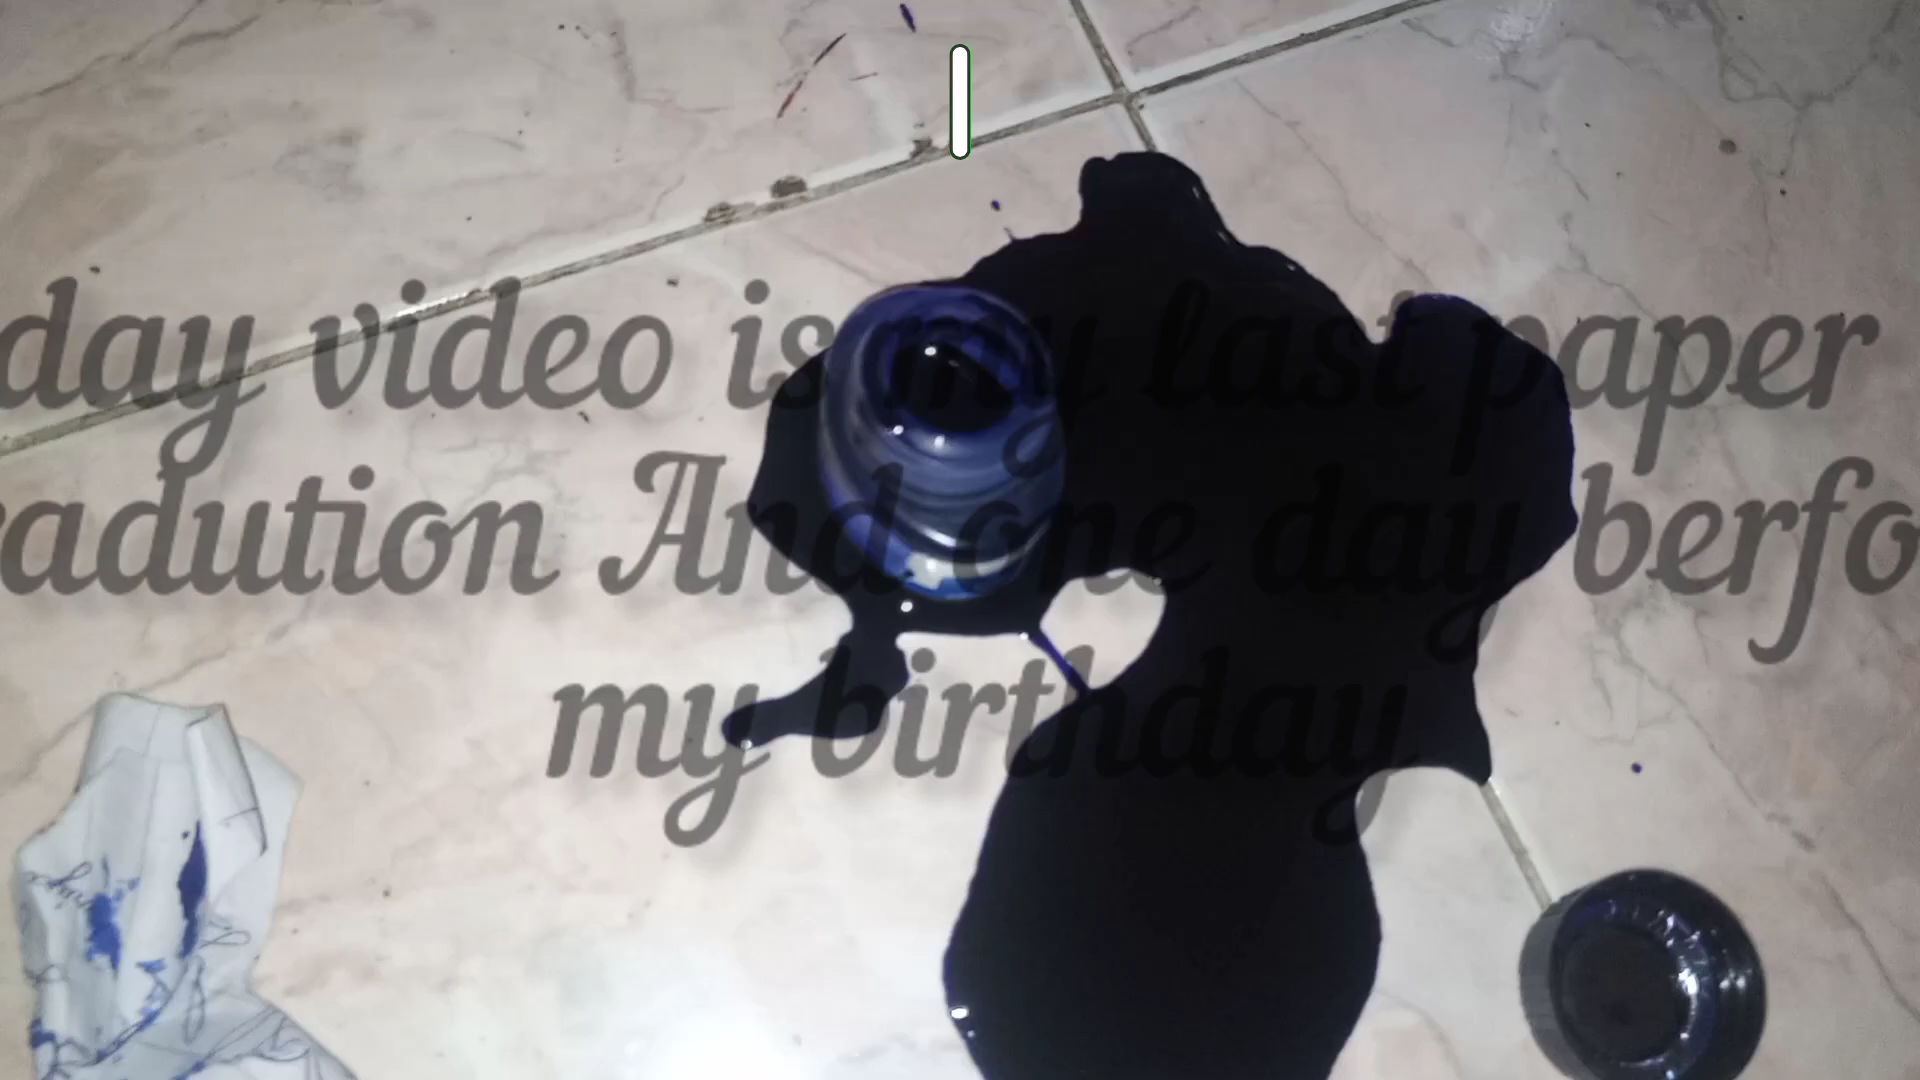 day video is my last paper
adution And one day berfo
my birthday